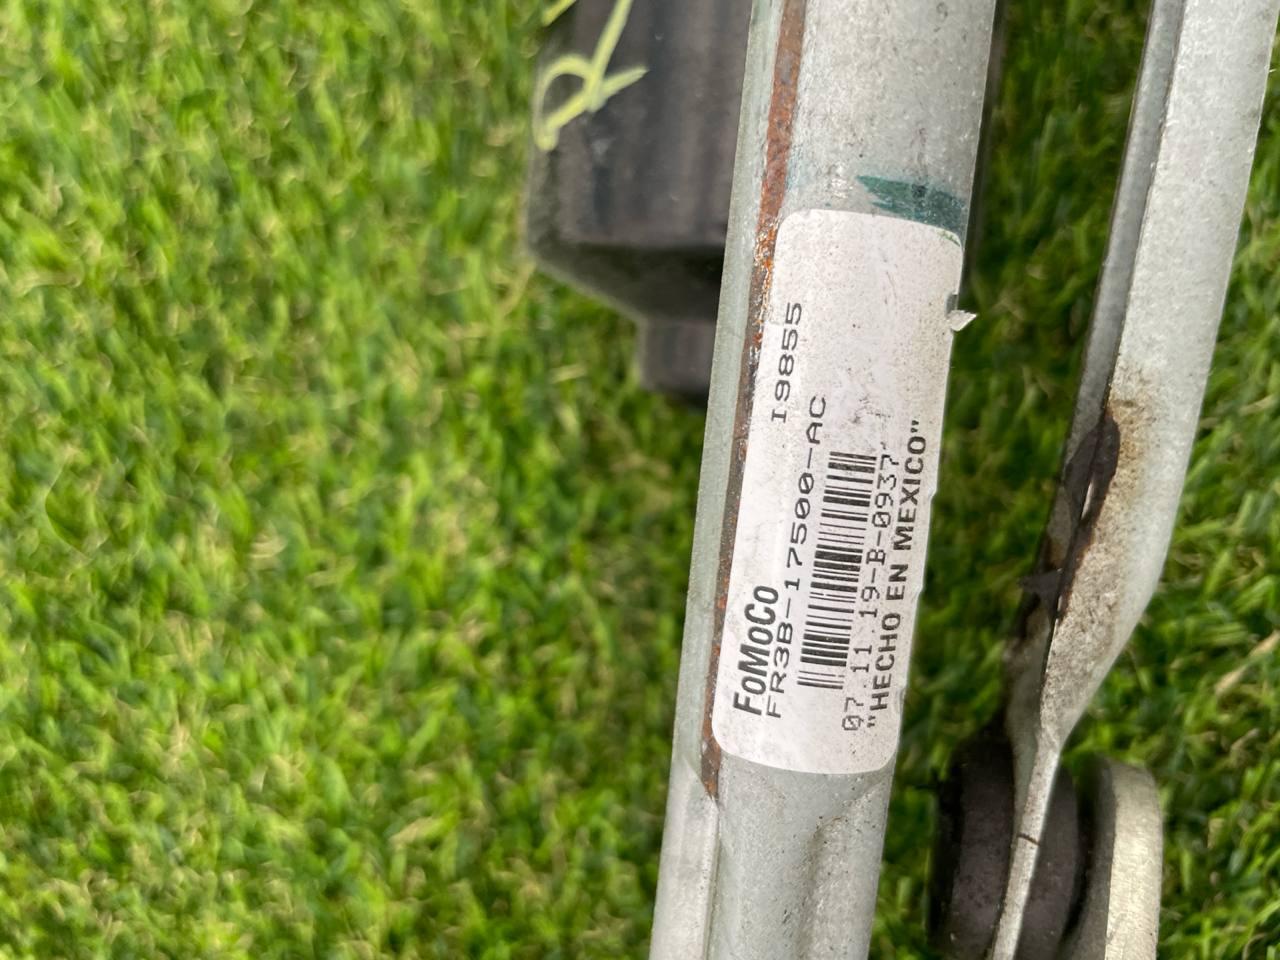 I9855
FoMoCo
FR3B-17500-AC
07.11.19-B-0937
"HECHO EN MEXICO"